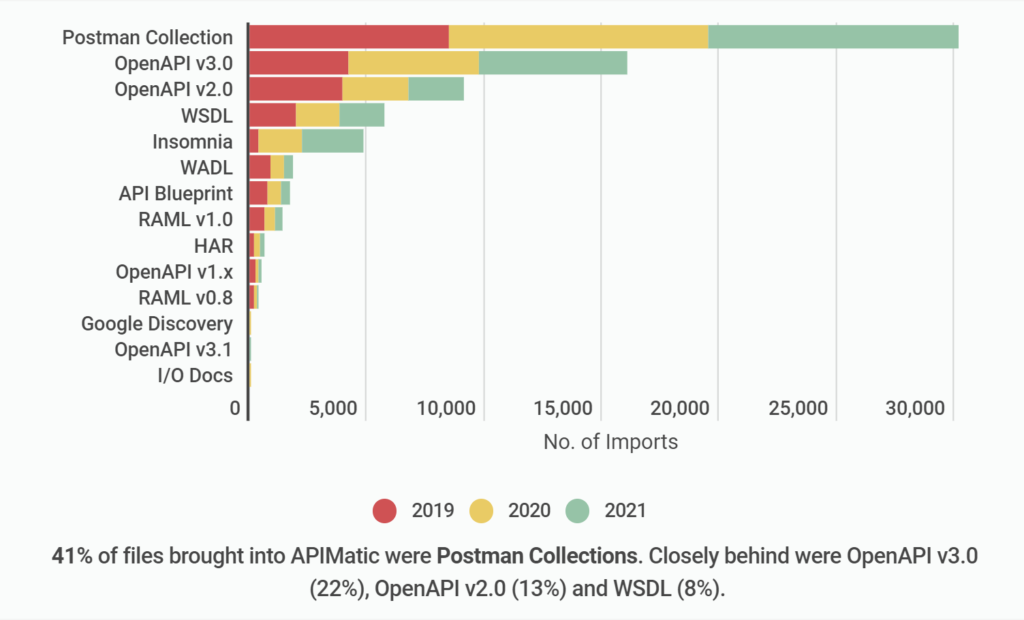 Postman Collection
OpenAPI v3.0
OpenAPI v2.0
WSDL
Insomnia
WADL
API Blueprint
RAML v1.0
HAR
OpenAPI v1.x
RAML v0.8
Google Discovery
OpenAPI v3.1
I/O Docs
0 5,000 10,000 15,000 20,000 25,000 30,000
No. of Imports
2019 2020 2021
41% of files brought into APIMatic were Postman Collections. Closely behind were OpenAPI v3.0
(22%), OpenAPI v2.0 (13%) and WSDL (8%).